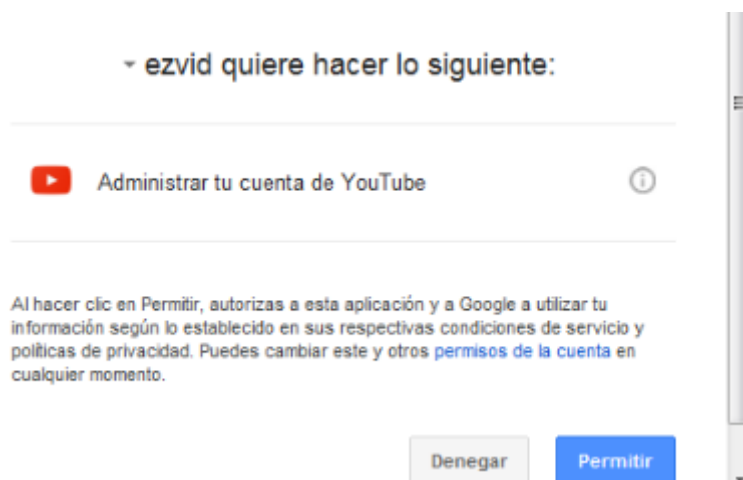 ezvid quiere hacer lo siguiente:
Administrar tu cuenta de YouTube
Al hacer clic en Permitir, autorizas a esta aplicación y a Google a utilizar tu
información según lo establecido en sus respectivas condiciones de servicio y
políticas de privacidad. Puedes cambiar este y otros permisos de la cuenta en
cualquier momento.
Denegar Permitir